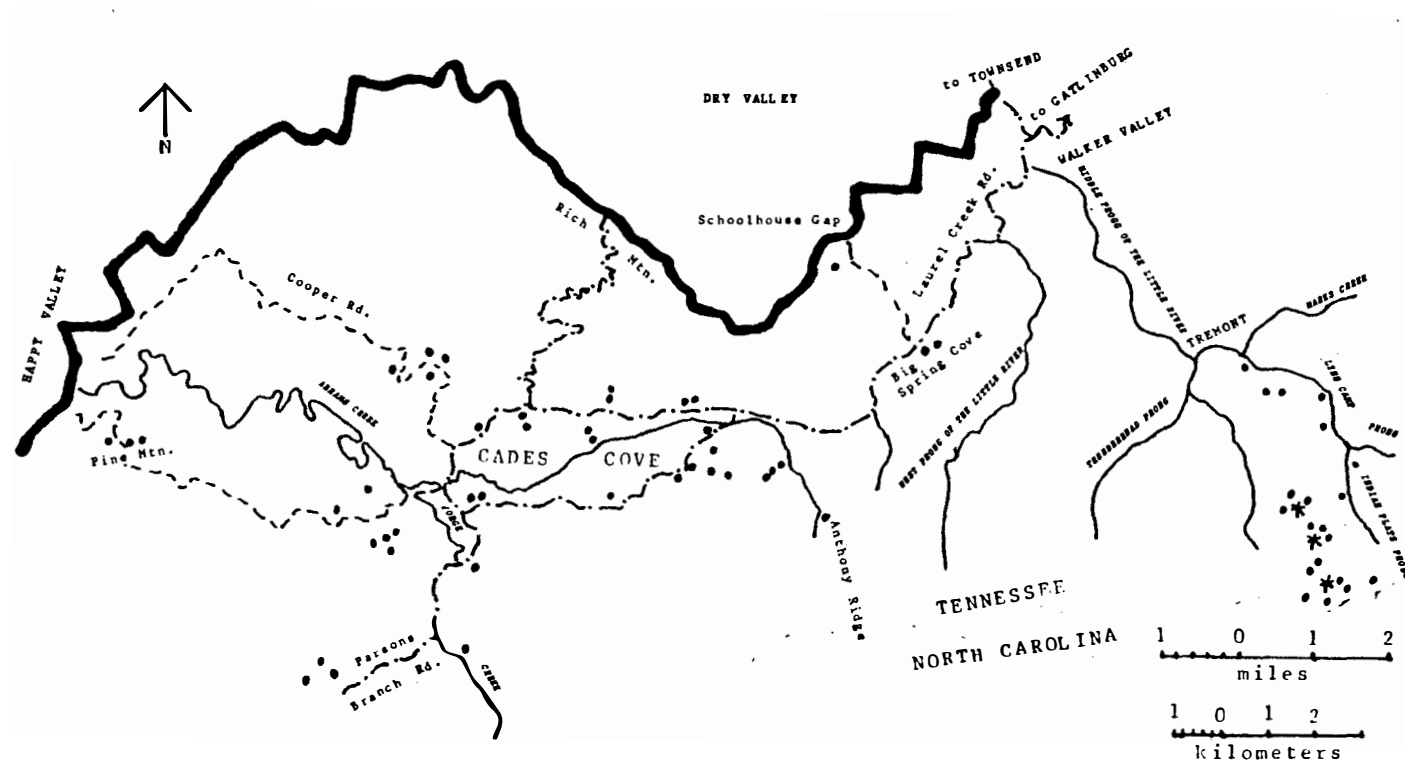 to TOWNSEND
to GATLINBURG
DRY VALLEY
WALKER VALLEY
N
Rich
Mtn.
Schoolhouse Gap
Laurel Creek Rd.
MIDDLE PRONG OF THE LITTLE RIVER
HAPPY VALLEY
Cooper Rd.
MARKS CREEK
TREMONT
Big
Spring Cove
LYNN CAMP
PRONG
ABRAMS CREEK
WEST PRONG OF THE LITTLE RIVER
THUNDERHEAD PRONG
Pine Mtn.
CADES COVE
FORGE
CREEK
INDIAN FLATS PRONG
Anthony Ridge
TENNESSEE
NORTH CAROLINA
Parsons
Branch Rd.
1 0 1 2
miles
1 0 1 2
kilometers